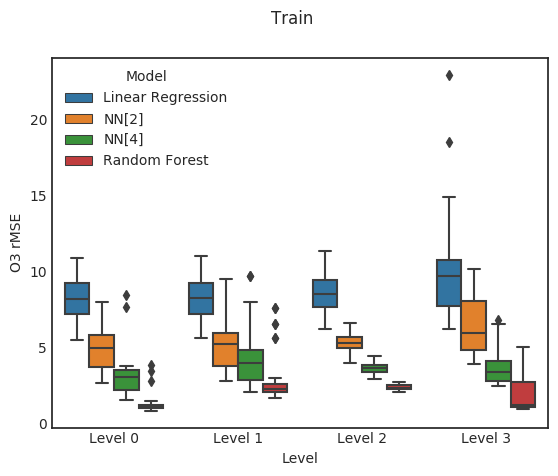 Train
Model
Linear Regression
NN[2]
NN[4]
Random Forest
O3 rMSE
20
15
10
5
0
Level 0 Level 1 Level 2 Level 3
Level